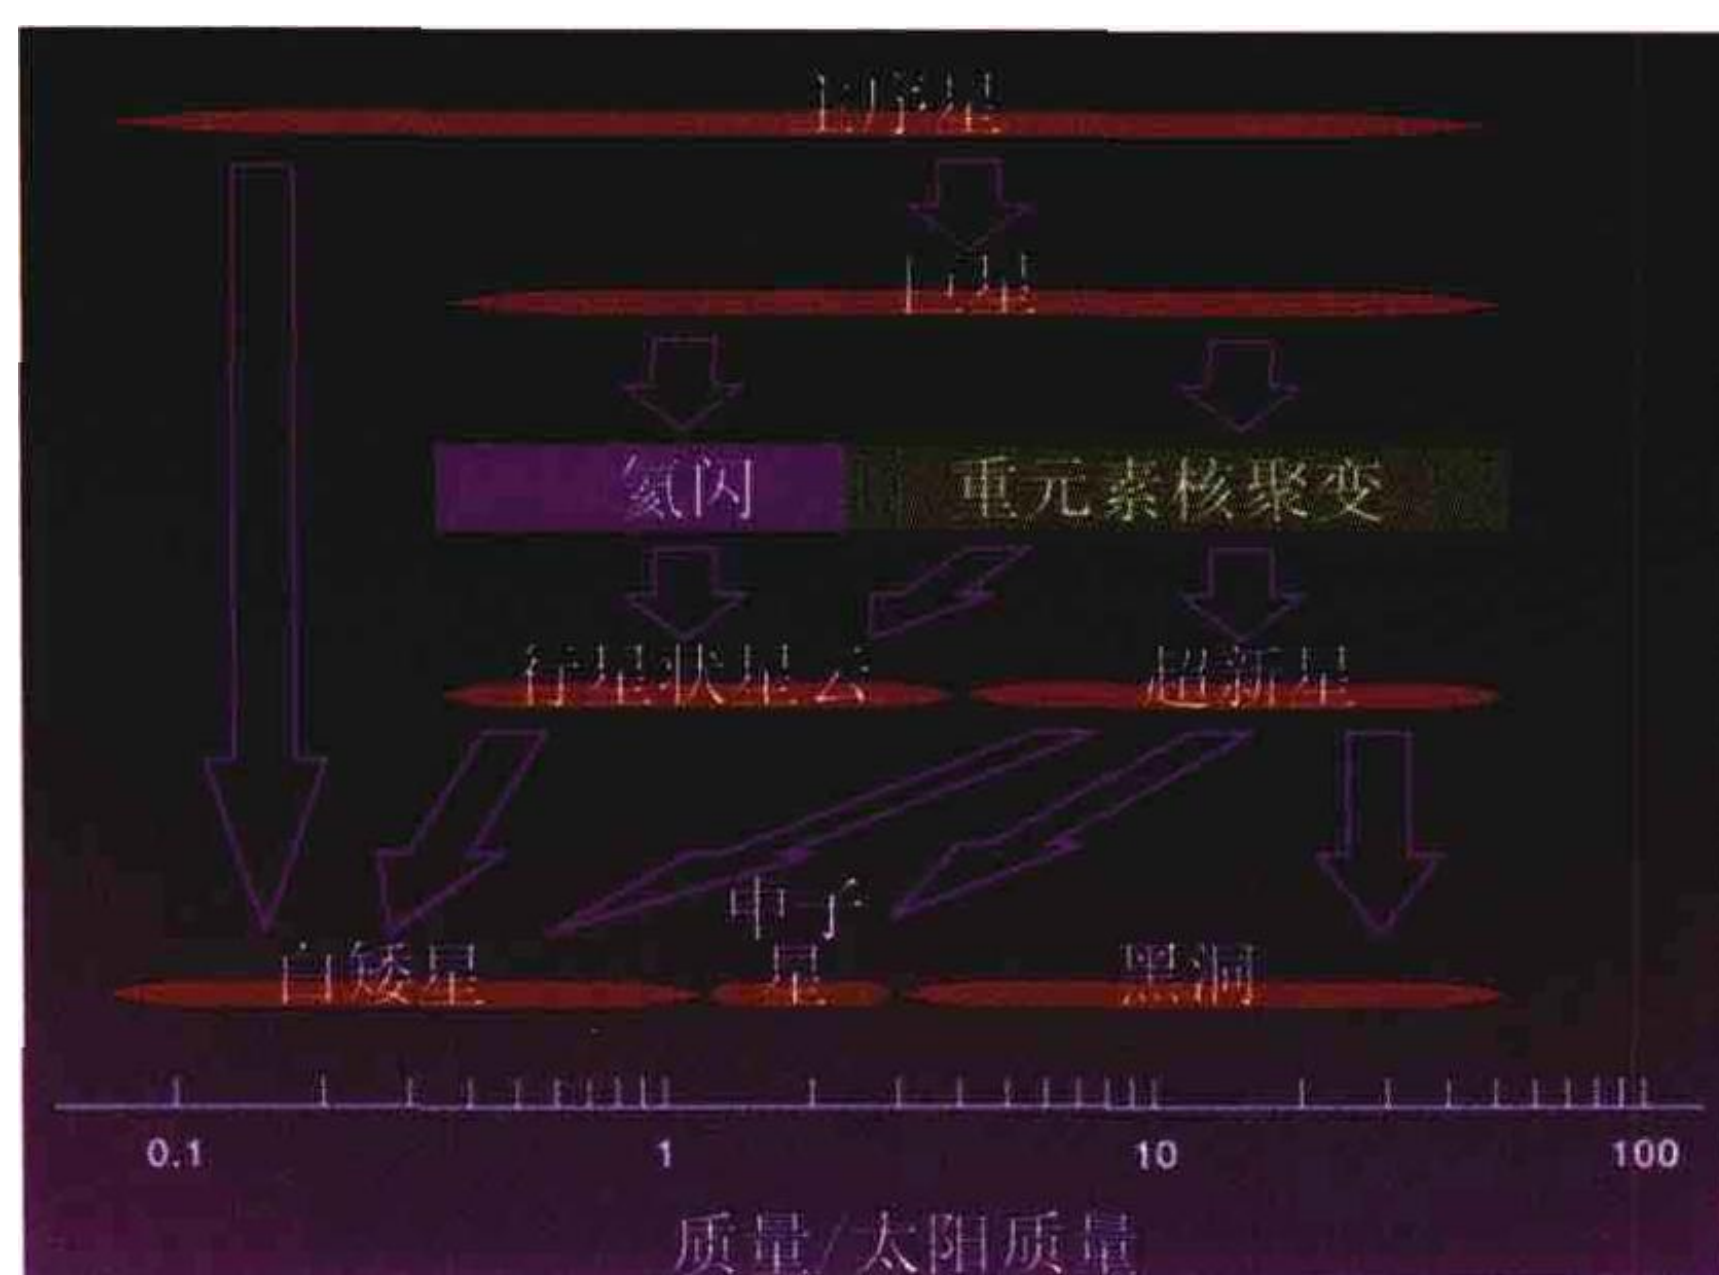 主序星
巨星
氦闪 重元素核聚变
行星状星云 超新星
中子
白矮星 星 黑洞
0.1 1 10 100
质量/太阳质量